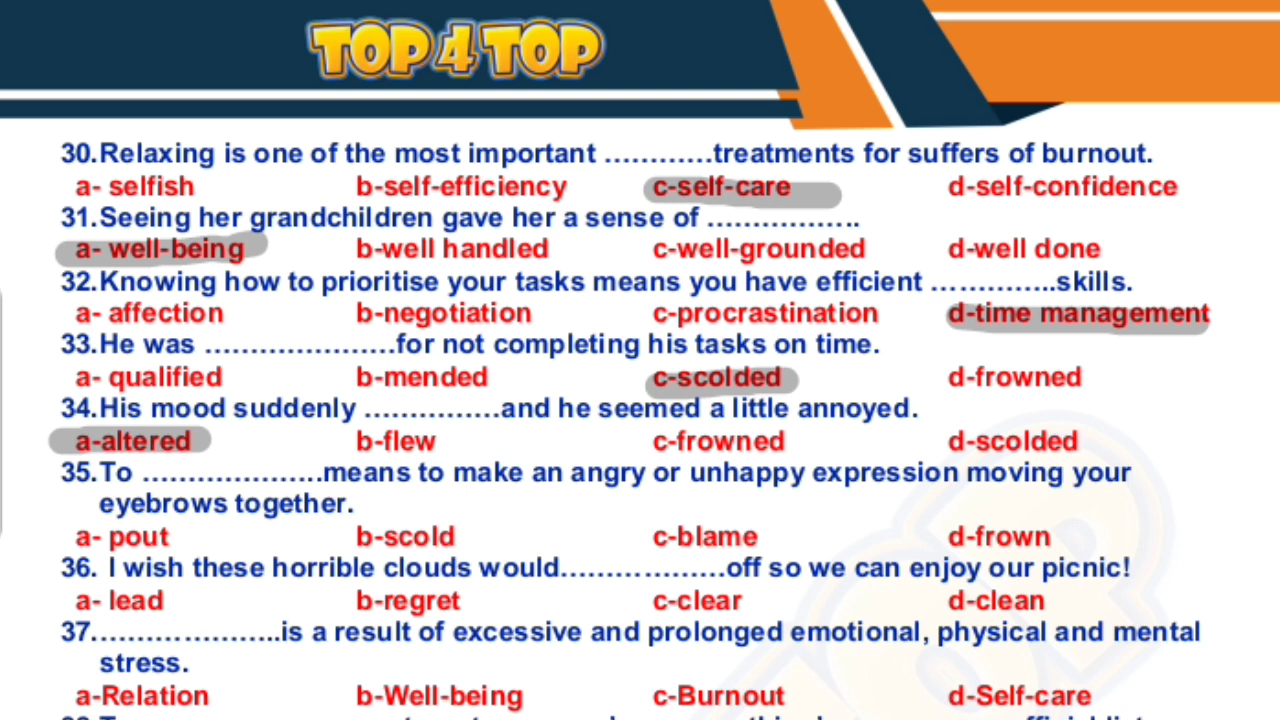 TOP 4 TOP
30.Relaxing is one of the most important …………treatments for suffers of burnout.
a- selfish b-self-efficiency c-self-care d-self-confidence
31.Seeing her grandchildren gave her a sense of ……………..
a- well-being b-well handled c-well-grounded d-well done
32.Knowing how to prioritise your tasks means you have efficient …………..skills.
a- affection b-negotiation c-procrastination d-time management
33.He was …………………for not completing his tasks on time.
a- qualified b-mended c-scolded d-frowned
34.His mood suddenly ……………and he seemed a little annoyed.
a-altered b-flew c-frowned d-scolded
35.To ………………..means to make an angry or unhappy expression moving your
eyebrows together.
a- pout b-scold c-blame d-frown
36. I wish these horrible clouds would………………off so we can enjoy our picnic!
a- lead b-regret c-clear d-clean
37.………………..is a result of excessive and prolonged emotional, physical and mental
stress.
a-Relation b-Well-being c-Burnout d-Self-care